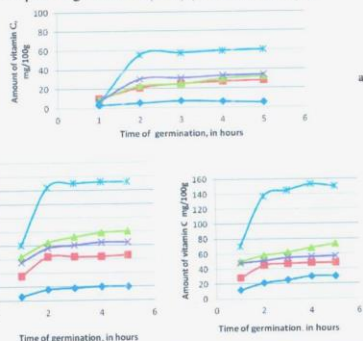 100
80
60
40
20
0
Amount of vitamin C,
mg/100g
0 1 2 3 4 5 6
Time of germination, in hours
a
2 4 6
Time of germination, in hours
160
140
120
100
80
60
40
20
0
Amount of vitamin C mg/100g
0 2 4 6
Time of germination, in hours